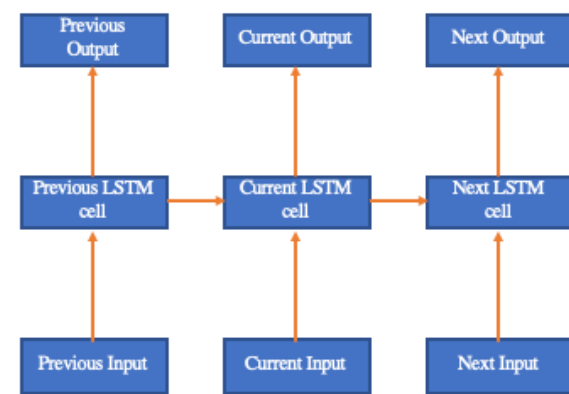 Previous
Output
Current Output
Next Output
Previous LSTM
cell
Current LSTM
cell
Next LSTM
cell
Previous Input
Current Input
Next Input